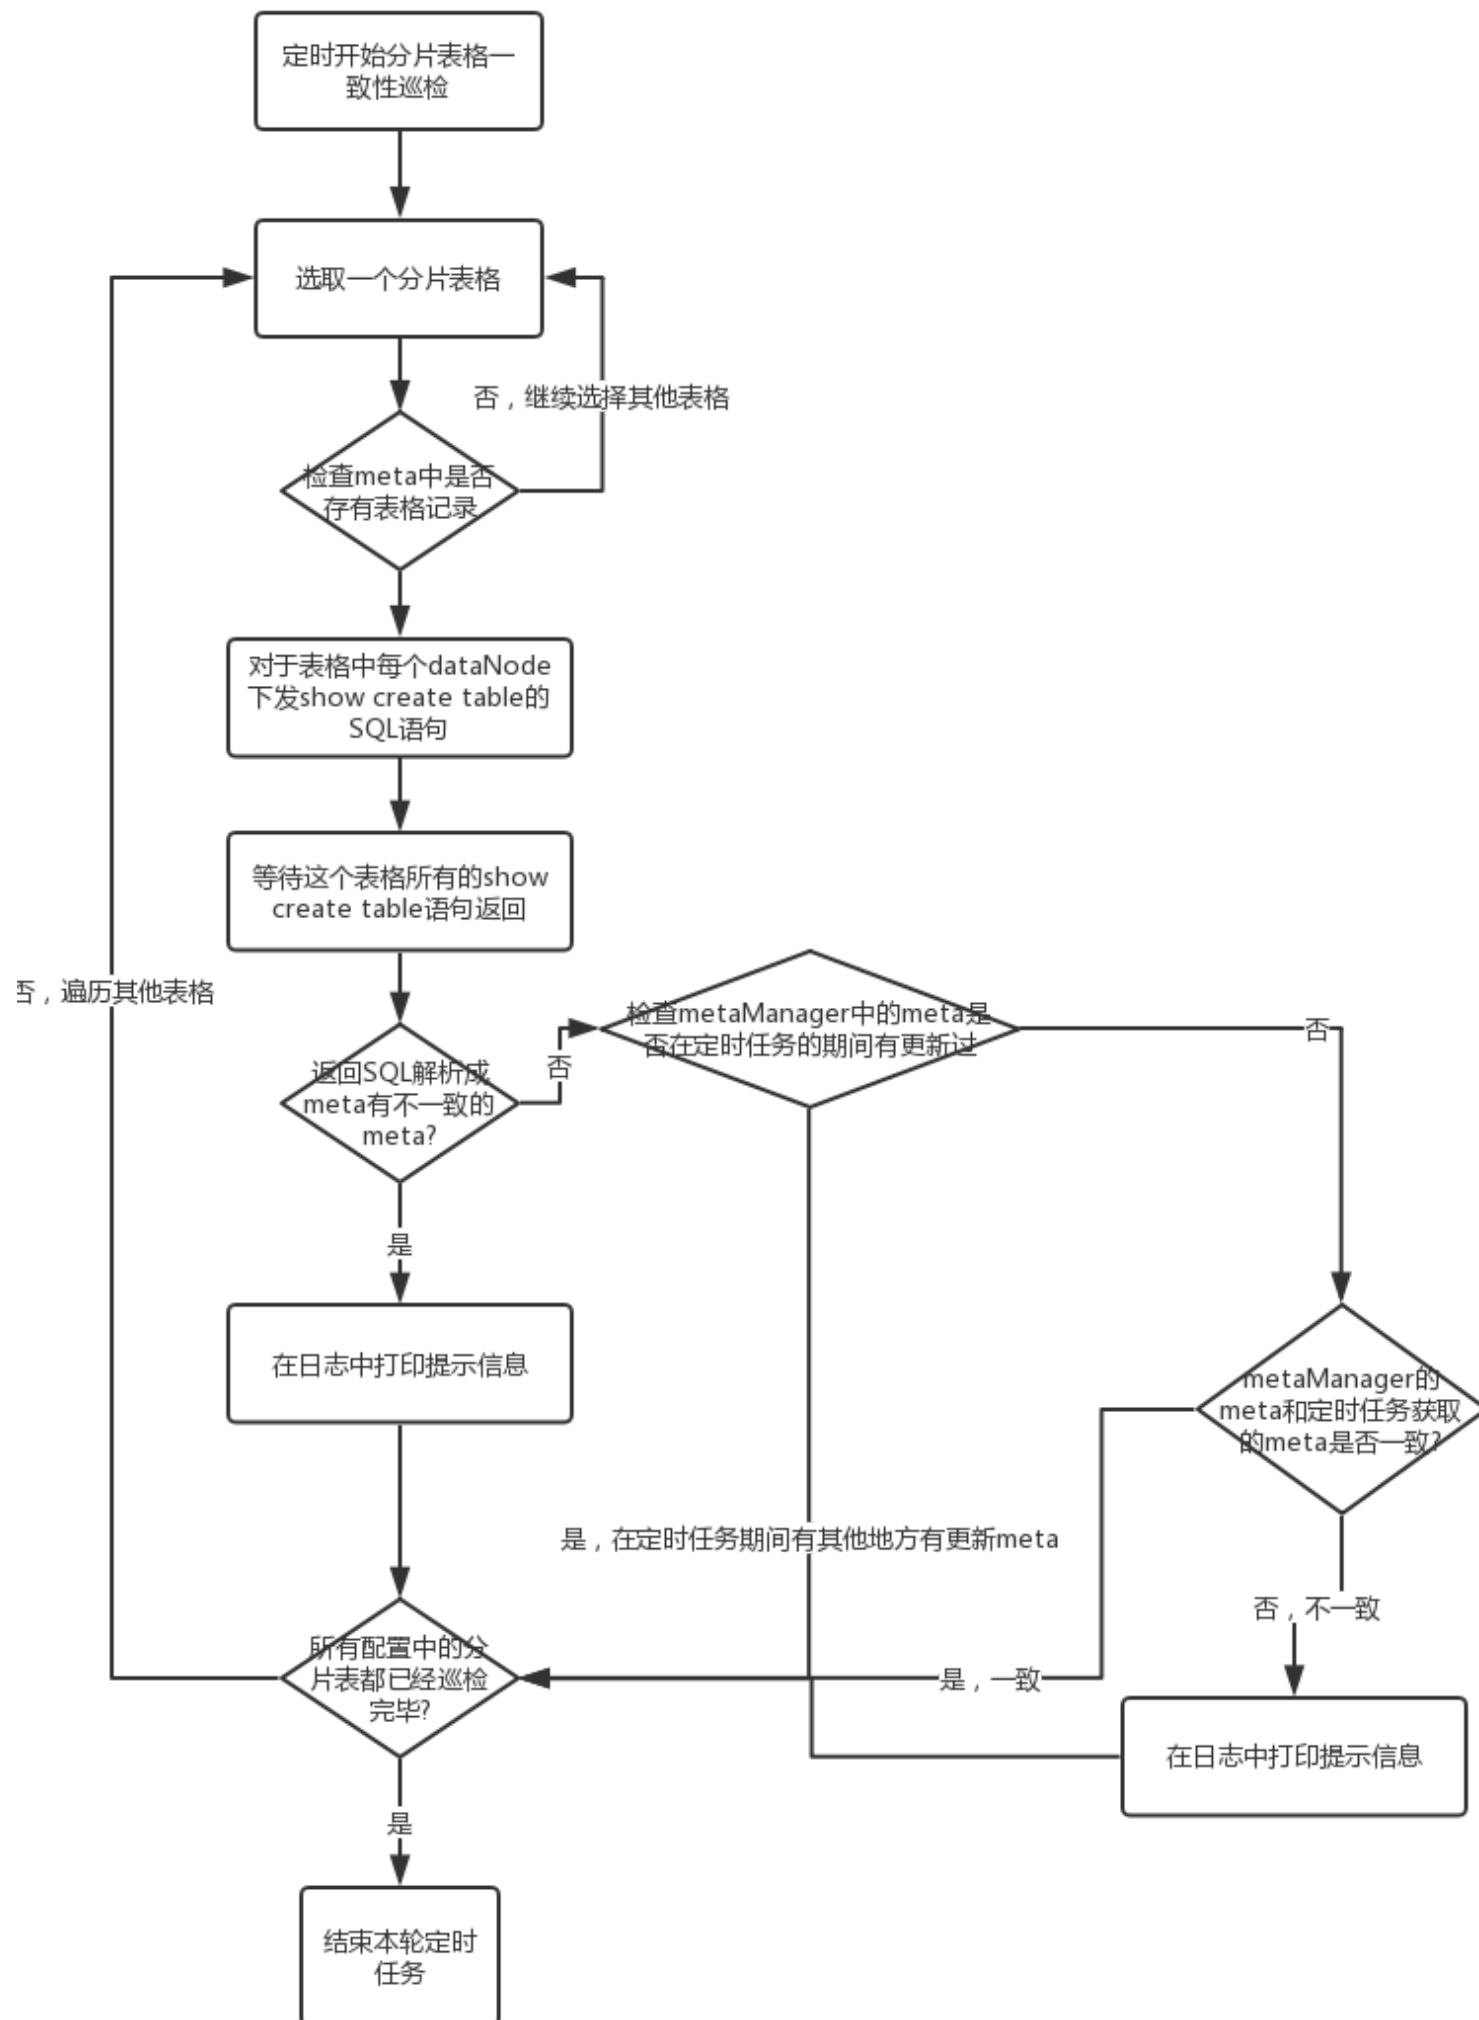 定时开始分片表格一
致性巡检
选取一个分片表格
否，继续选择其他表格
检查meta中是否
存有表格记录
对于表格中每个dataNode
下发show create table的
SQL语句
等待这个表格所有的show
create table语句返回
否，遍历其他表格
检查metaManager中的meta是
否在定时任务的期间有更新过
否
否
返回SQL解析成
meta有不一致的
meta?
是
在日志中打印提示信息
metaManager的
meta和定时任务获取
的meta是否一致?
是，在定时任务期间有其他地方有更新meta
否，不一致
所有配置中的分
片表都已经巡检
完毕?
是，一致
在日志中打印提示信息
是
结束本轮定时
任务